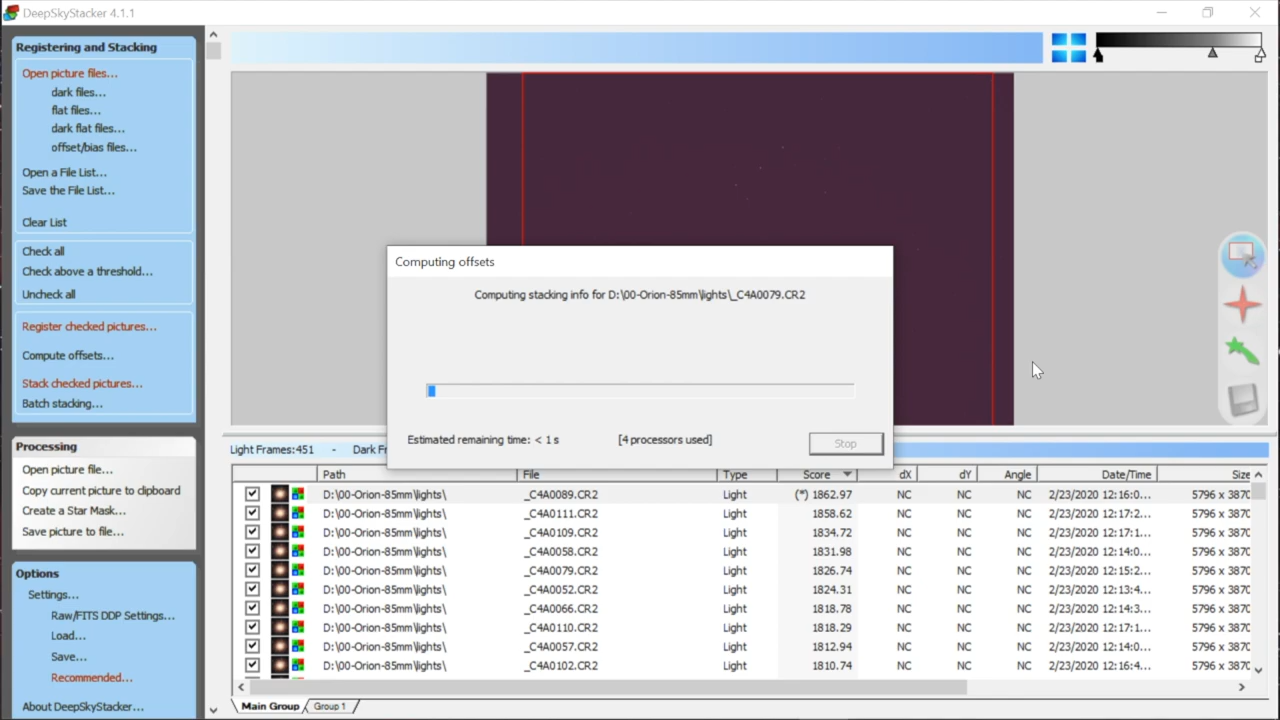 DeepSkyStacker 4.1.1
Registering and Stacking
Open picture files...
dark files...
flat files...
dark flat files...
offset/bias files...
Open a File List...
Save the File List...
Clear List
Check all
Check above a threshold...
Uncheck all
Register checked pictures...
Compute offsets...
Stack checked pictures...
Batch stacking...
Processing
Open picture file...
Copy current picture to clipboard
Create a Star Mask...
Save picture to file...
Options
Settings...
Raw/FITS DDP Settings...
Load...
Save...
Recommended...
About DeepSkyStacker...
Computing offsets
Computing stacking info for D:\00-Orion-85mm\lights\_C4A0079.CR2
Estimated remaining time: < 1 s [4 processors used] Stop
Light Frames:451 - Dark Fr
Path File Type Score dX dY Angle Date/Time Size
D:\00-Orion-85mm\lights\ _C4A0089.CR2 Light (*) 1862.97 NC NC NC 2/23/2020 12:16:0... 5796 x 3870
D:\00-Orion-85mm\lights\ _C4A0111.CR2 Light 1858.62 NC NC NC 2/23/2020 12:17:2... 5796 x 3870
D:\00-Orion-85mm\lights\ _C4A0109.CR2 Light 1834.72 NC NC NC 2/23/2020 12:17:1... 5796 x 3870
D:\00-Orion-85mm\lights\ _C4A0058.CR2 Light 1831.98 NC NC NC 2/23/2020 12:14:0... 5796 x 3870
D:\00-Orion-85mm\lights\ _C4A0079.CR2 Light 1826.74 NC NC NC 2/23/2020 12:15:2... 5796 x 3870
D:\00-Orion-85mm\lights\ _C4A0052.CR2 Light 1824.31 NC NC NC 2/23/2020 12:13:4... 5796 x 3870
D:\00-Orion-85mm\lights\ _C4A0066.CR2 Light 1818.78 NC NC NC 2/23/2020 12:14:3... 5796 x 3870
D:\00-Orion-85mm\lights\ _C4A0110.CR2 Light 1818.29 NC NC NC 2/23/2020 12:17:1... 5796 x 3870
D:\00-Orion-85mm\lights\ _C4A0057.CR2 Light 1812.94 NC NC NC 2/23/2020 12:14:0... 5796 x 3870
D:\00-Orion-85mm\lights\ _C4A0102.CR2 Light 1810.74 NC NC NC 2/23/2020 12:16:4... 5796 x 3870
Main Group Group 1